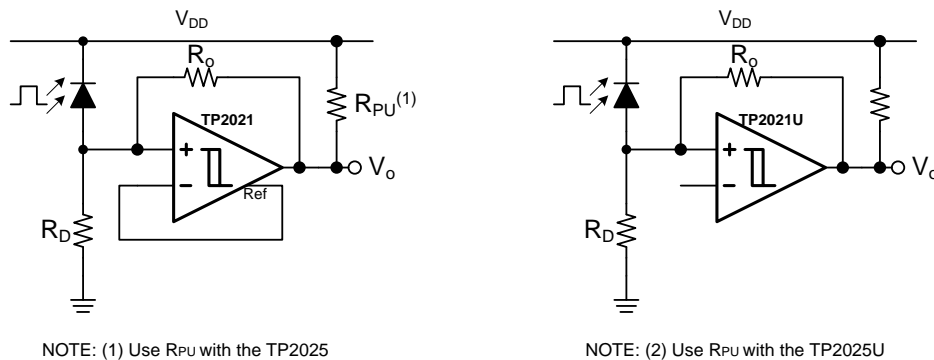 VDD
Ro
RPU(1)
TP2021
+
−
Ref
Vo
RD
NOTE: (1) Use RPU with the TP2025
VDD
Ro
TP2021U
+
−
Vo
RD
NOTE: (2) Use RPU with the TP2025U